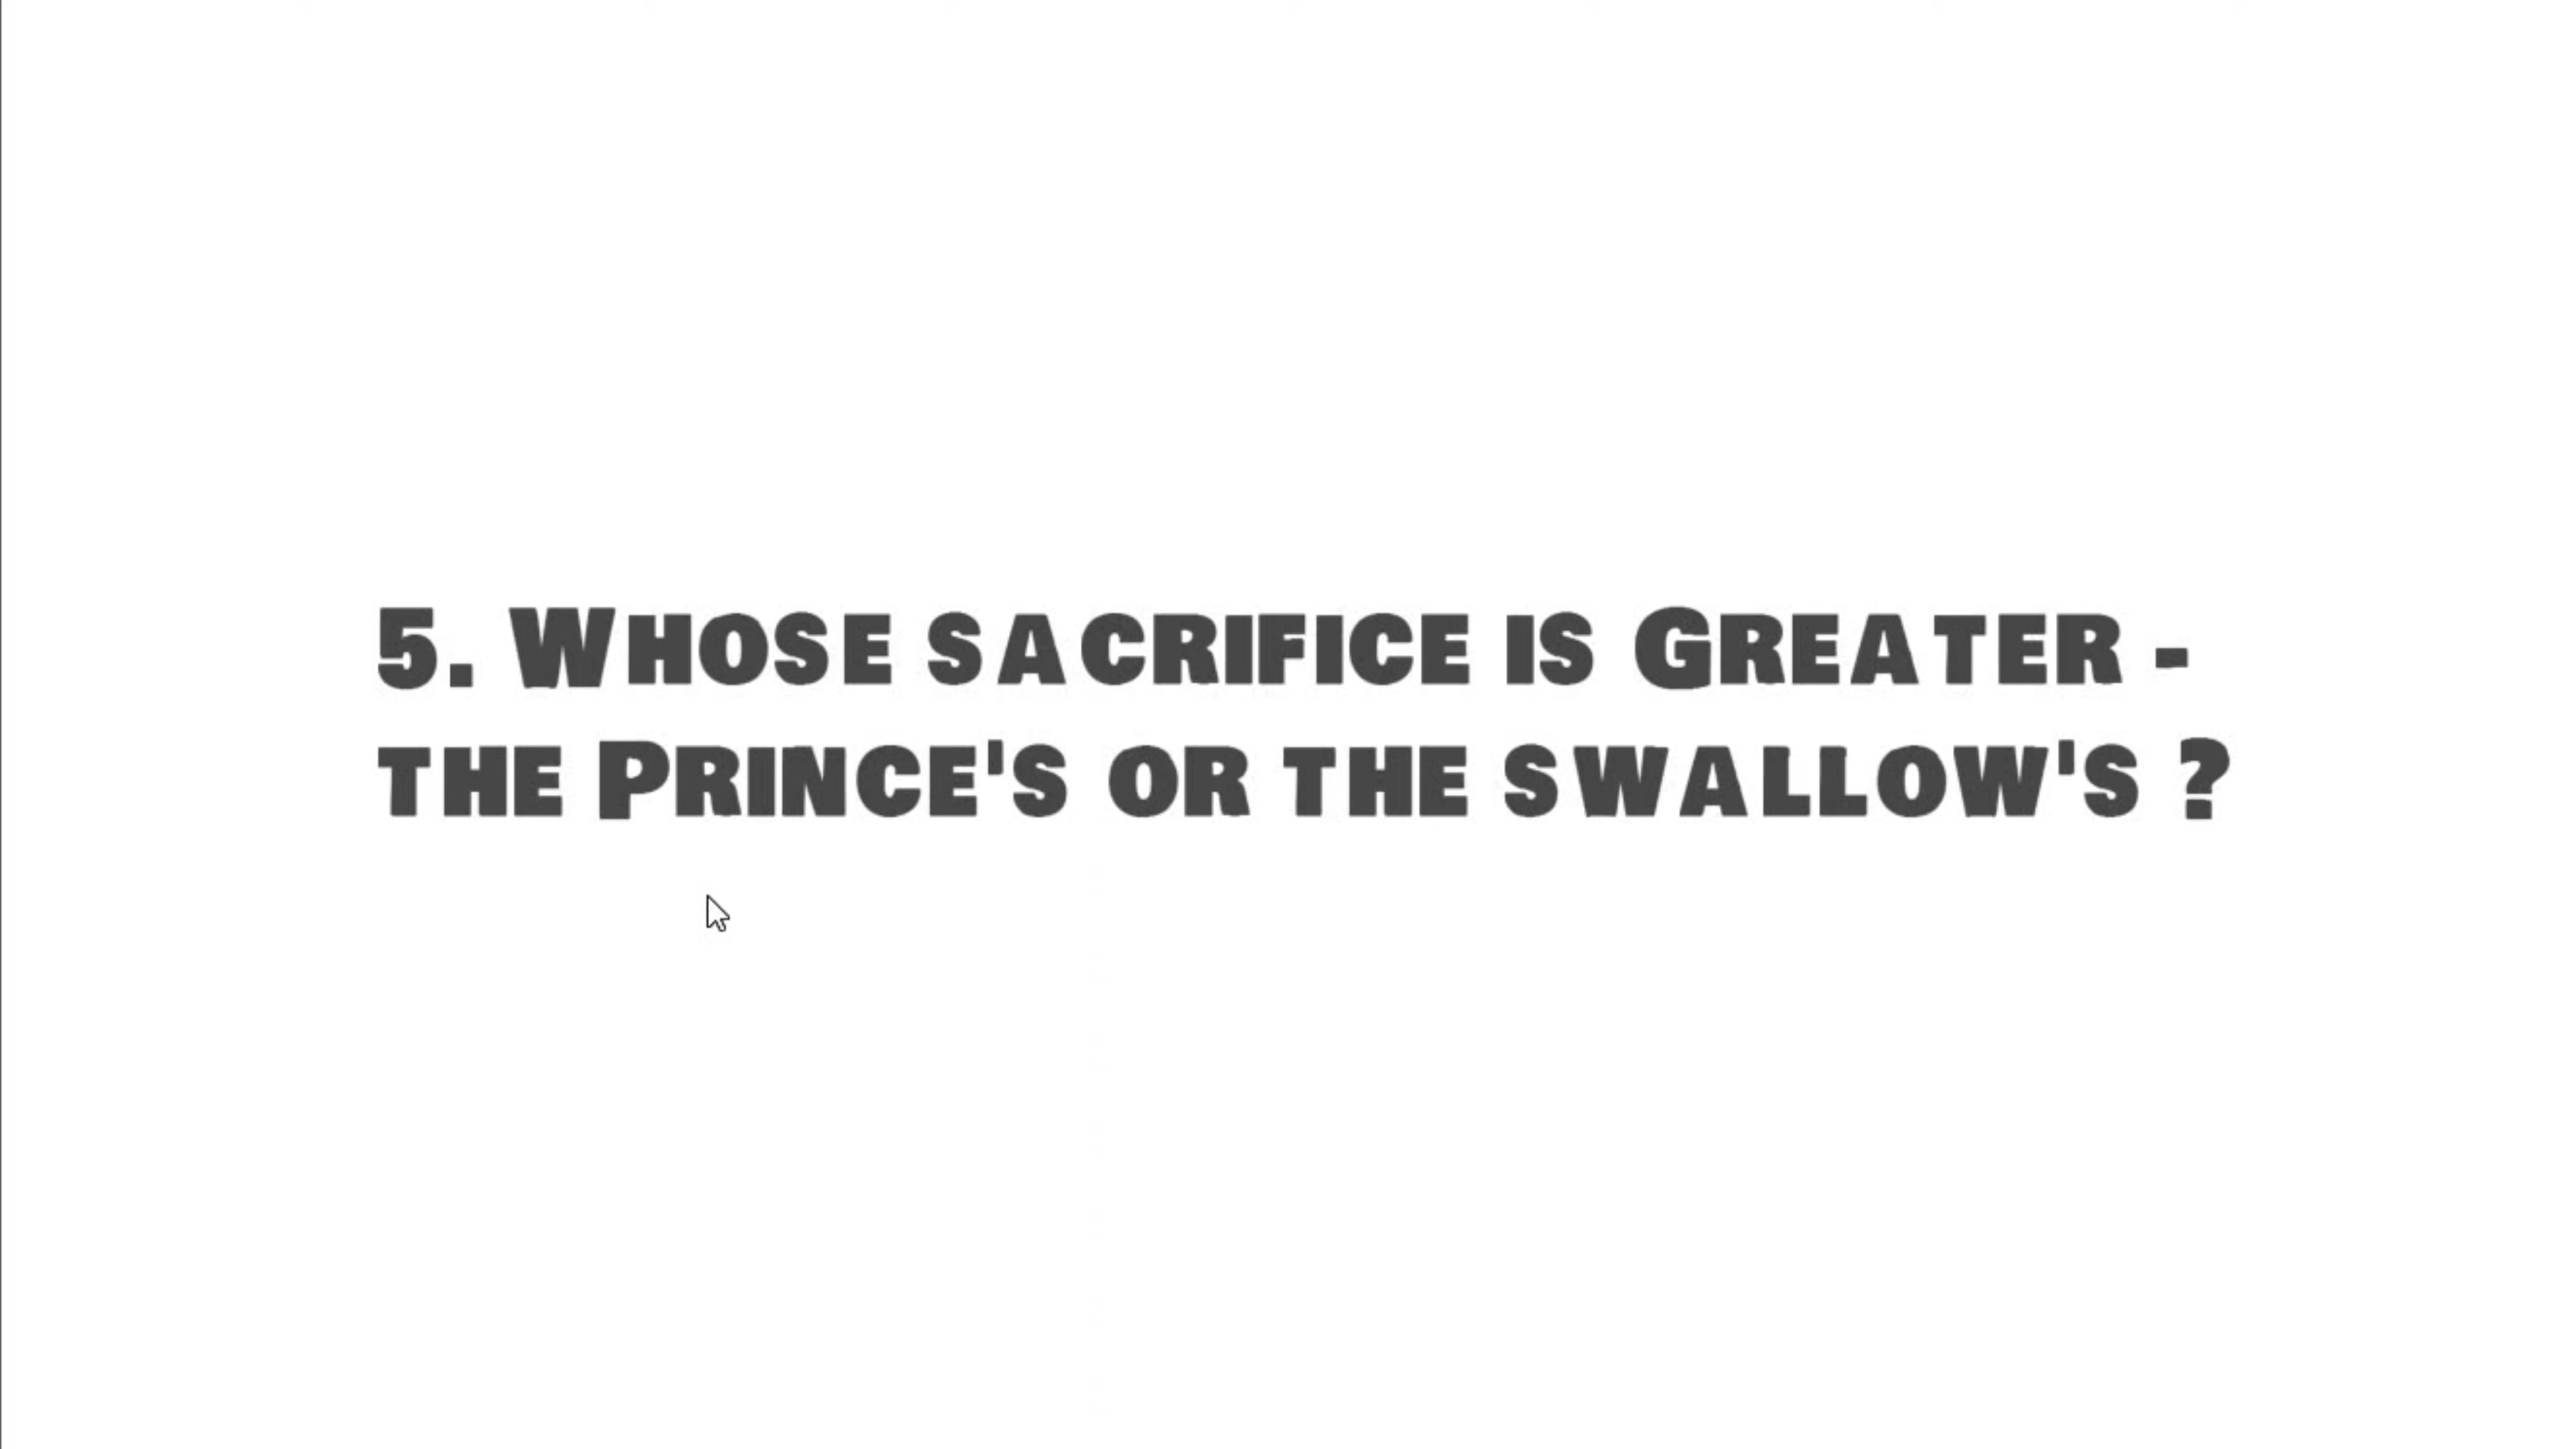 5. Whose sacrifice is Greater -
the Prince's or the swallow's ?